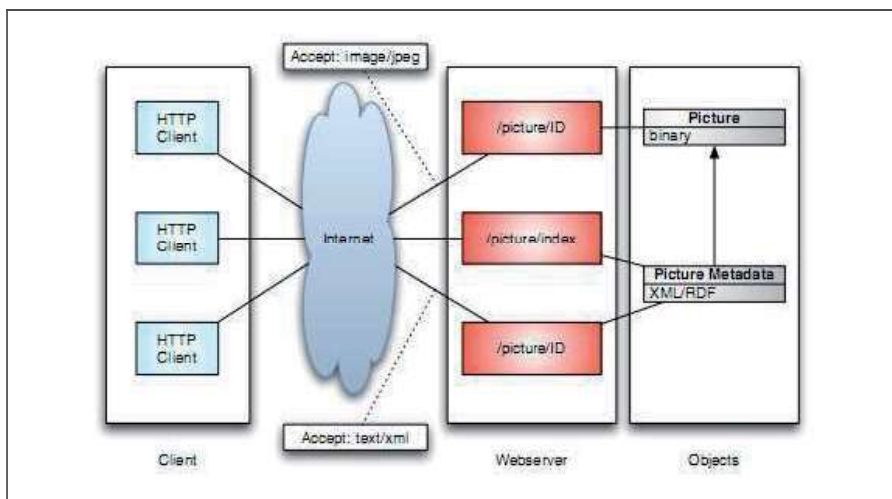 Accept: image/jpeg
HTTP
Client
/picture/ID
Picture
binary
HTTP
Client
Internet
/picture/index
Picture Metadata
XML/RDF
HTTP
Client
/picture/ID
Accept: text/xml
Client
Webserver
Objects